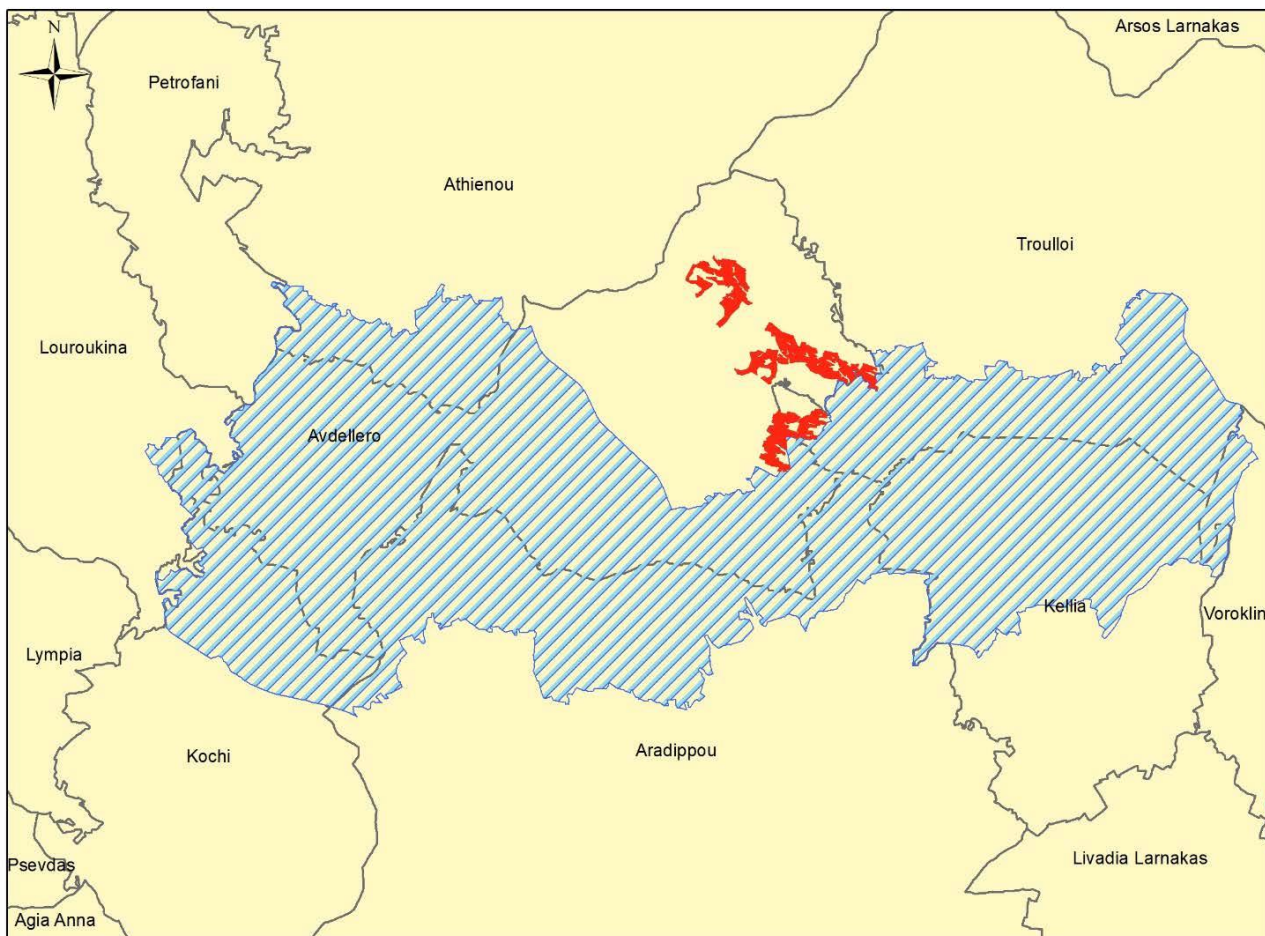 N
Arsos Larnakas
Petrofani
Athienou
Troulloi
Louroukina
Avdellero
Kellia
Voroklin
Lympia
Aradippou
Kochi
Livadia Larnakas
Psevdas
Agia Anna